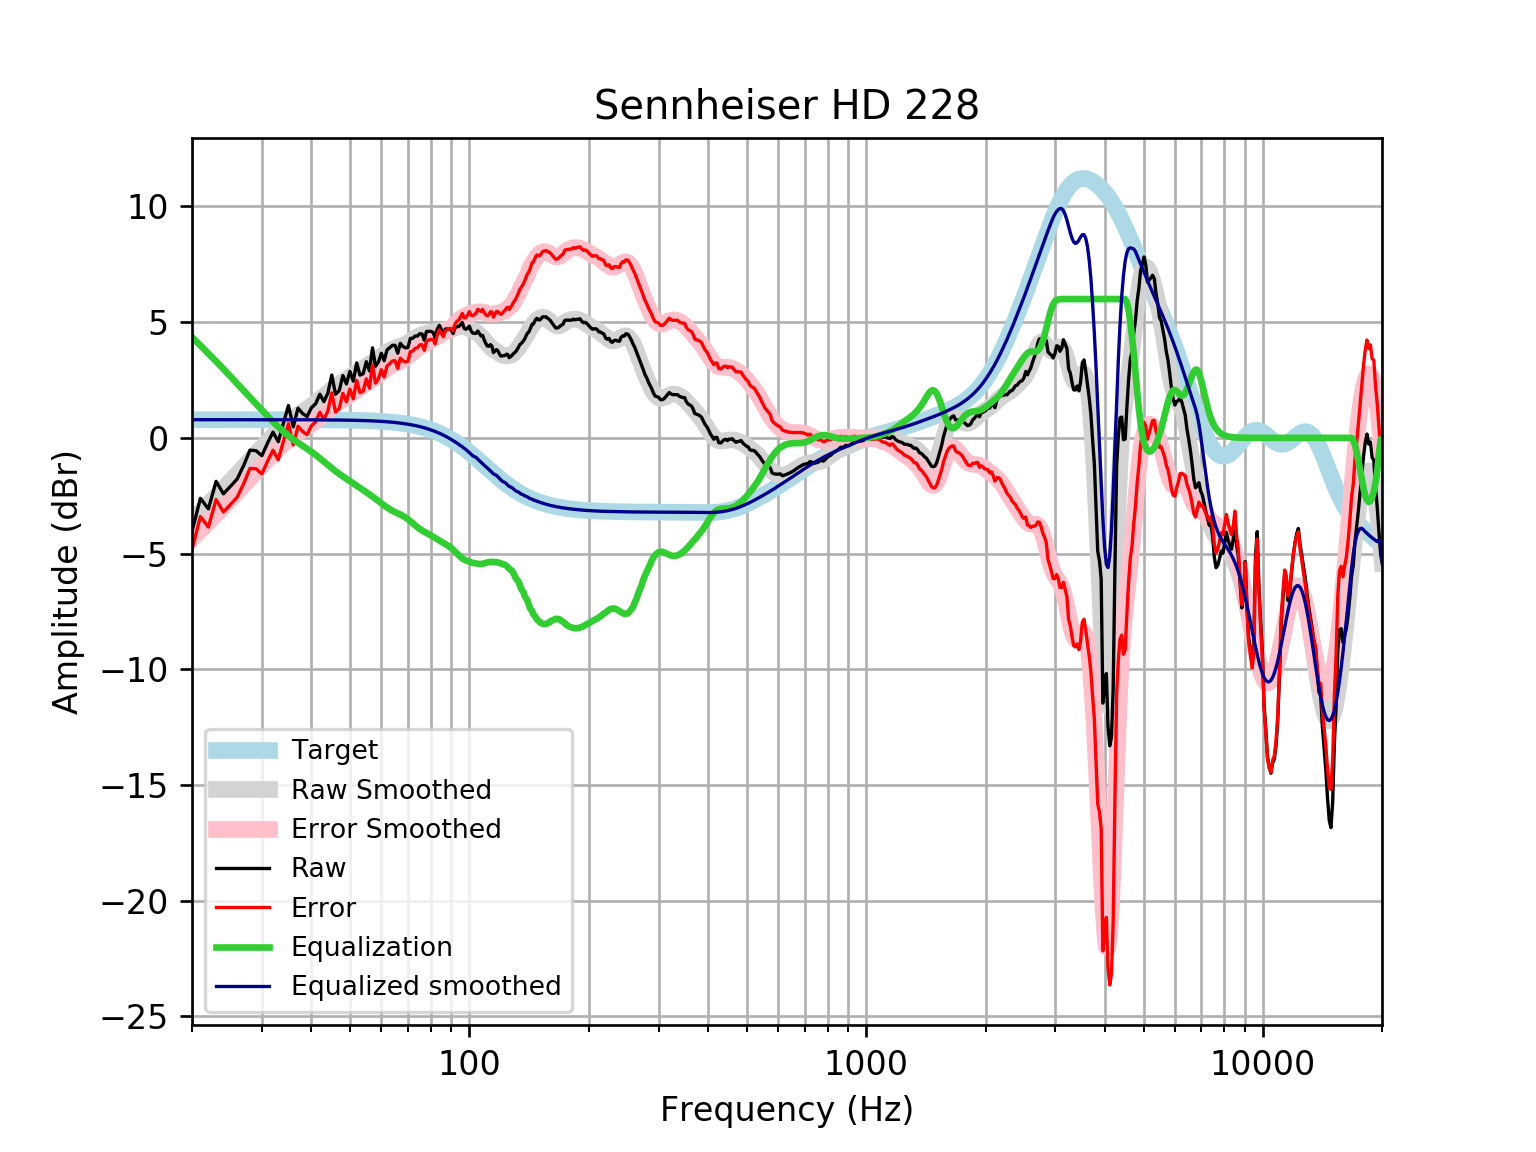 Sennheiser HD 228
Amplitude (dBr)
10
5
0
−5
−10
−15
−20
−25
Target
Raw Smoothed
Error Smoothed
Raw
Error
Equalization
Equalized smoothed
100
1000
10000
Frequency (Hz)